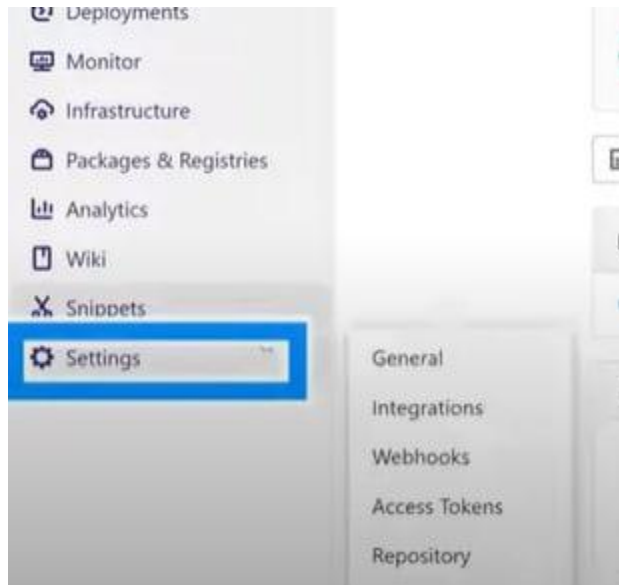 Deployments
Monitor
Infrastructure
Packages & Registries
Analytics
Wiki
Snippets
Settings
General
Integrations
Webhooks
Access Tokens
Repository